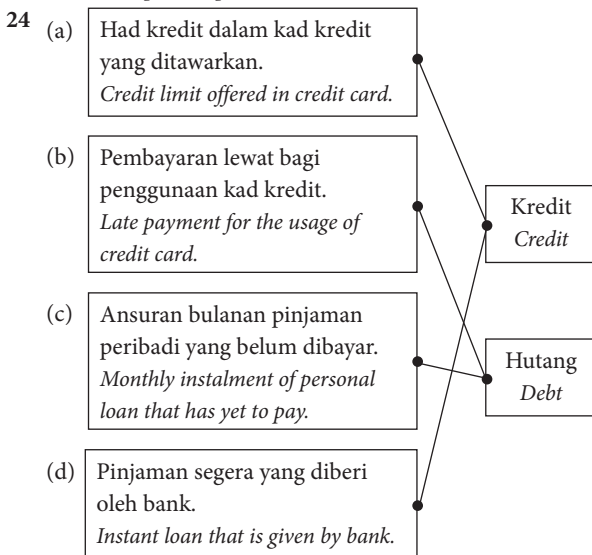 24 (a) Had kredit dalam kad kredit
yang ditawarkan.
Credit limit offered in credit card.
(b) Pembayaran lewat bagi
penggunaan kad kredit.
Late payment for the usage of
credit card.
(c) Ansuran bulanan pinjaman
peribadi yang belum dibayar.
Monthly instalment of personal
loan that has yet to pay.
(d) Pinjaman segera yang diberi
oleh bank.
Instant loan that is given by bank.
Kredit
Credit
Hutang
Debt